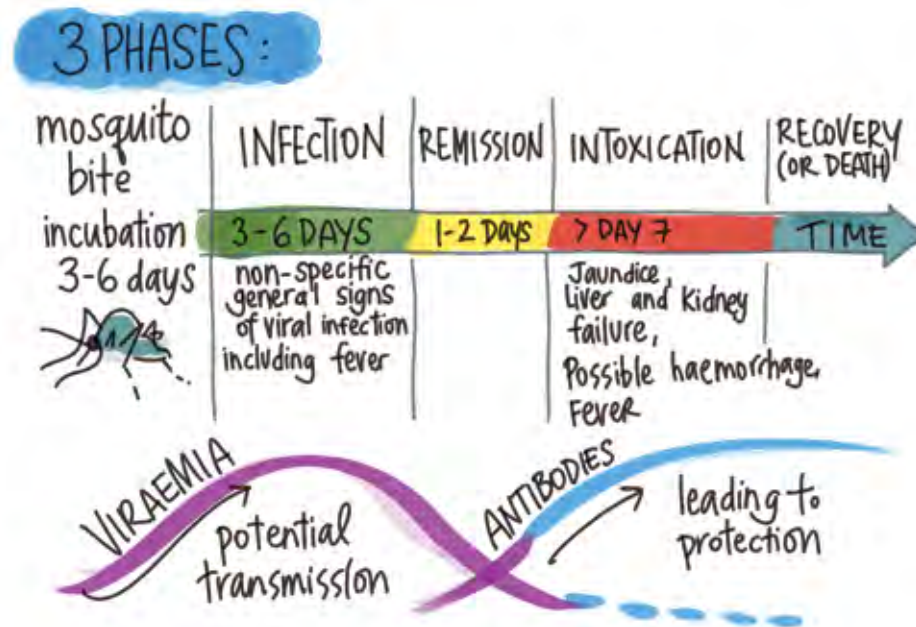 3 PHASES:
mosquito
bite
incubation
3-6 days
INFECTION
3-6 DAYS
non-specific
general signs
of viral infection
including fever
REMISSION
1-2 DAYS
INTOXICATION
> DAY 7
Jaundice,
Liver and Kidney
failure,
Possible haemorrhage,
FEVER
RECOVERY
(OR DEATH)
TIME
VIRAEMIA
potential
transmission
ANTIBODIES
leading to
protection